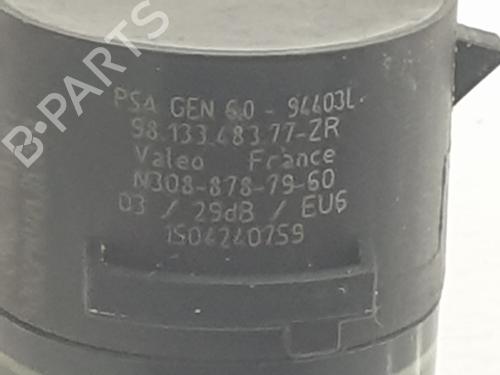 B-PARTS
PSA GEN 6.0 - 94403L
98.133.483.77-ZR
Valeo France
N308-878-79-60
03 / 29dB / EU6
1504240759